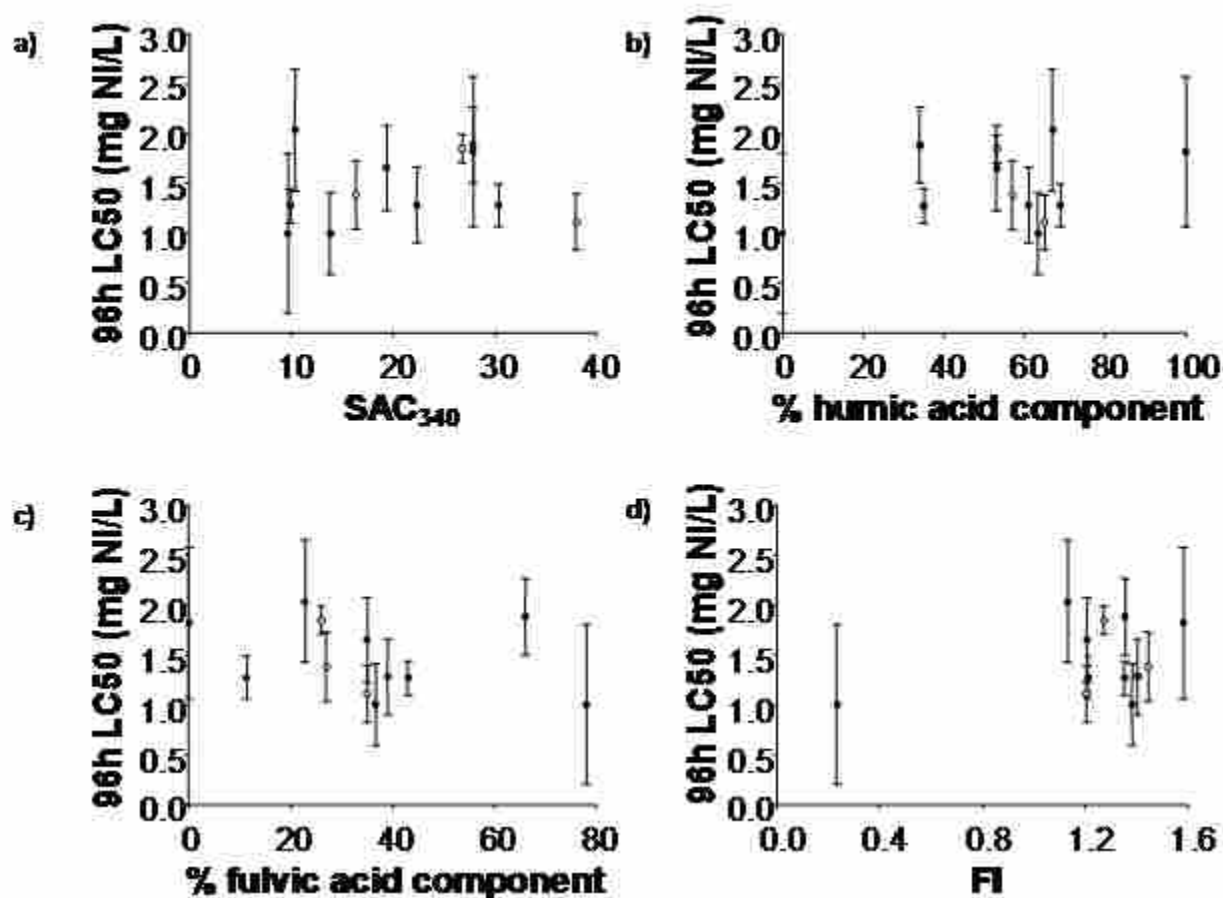 a)
96h LC50 (mg Ni/L)
3.0
2.5
2.0
1.5
1.0
0.5
0.0
0 10 20 30 40
SAC₃₄₀
b)
96h LC50 (mg Ni/L)
3.0
2.5
2.0
1.5
1.0
0.5
0.0
0 20 40 60 80 100
% humic acid component
c)
96h LC50 (mg Ni/L)
3.0
2.5
2.0
1.5
1.0
0.5
0.0
0 20 40 60 80
% fulvic acid component
d)
96h LC50 (mg Ni/L)
3.0
2.5
2.0
1.5
1.0
0.5
0.0
0.0 0.4 0.8 1.2 1.6
FI